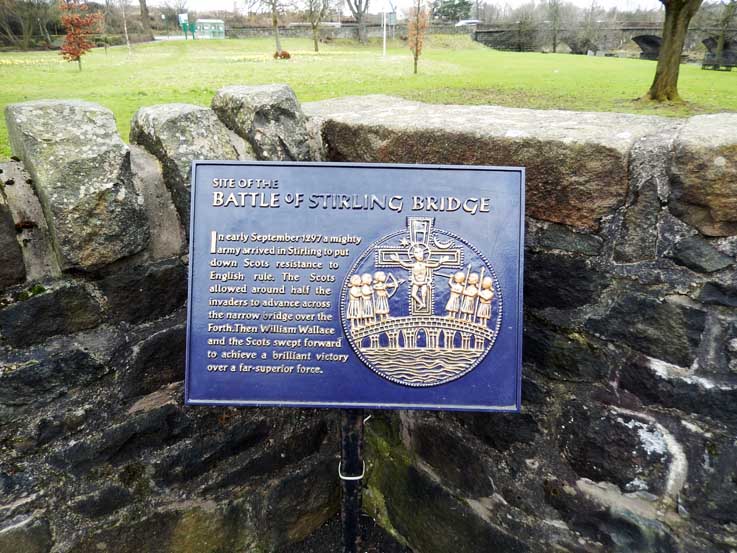 SITE OF THE
BATTLE OF STIRLING BRIDGE
In early September 1297 a mighty
army arrived in Stirling to put
down Scots resistance to
English rule. The Scots
allowed around half the
invaders to advance across
the narrow bridge over the
Forth. Then William Wallace
and the Scots swept forward
to achieve a brilliant victory
over a far-superior force.